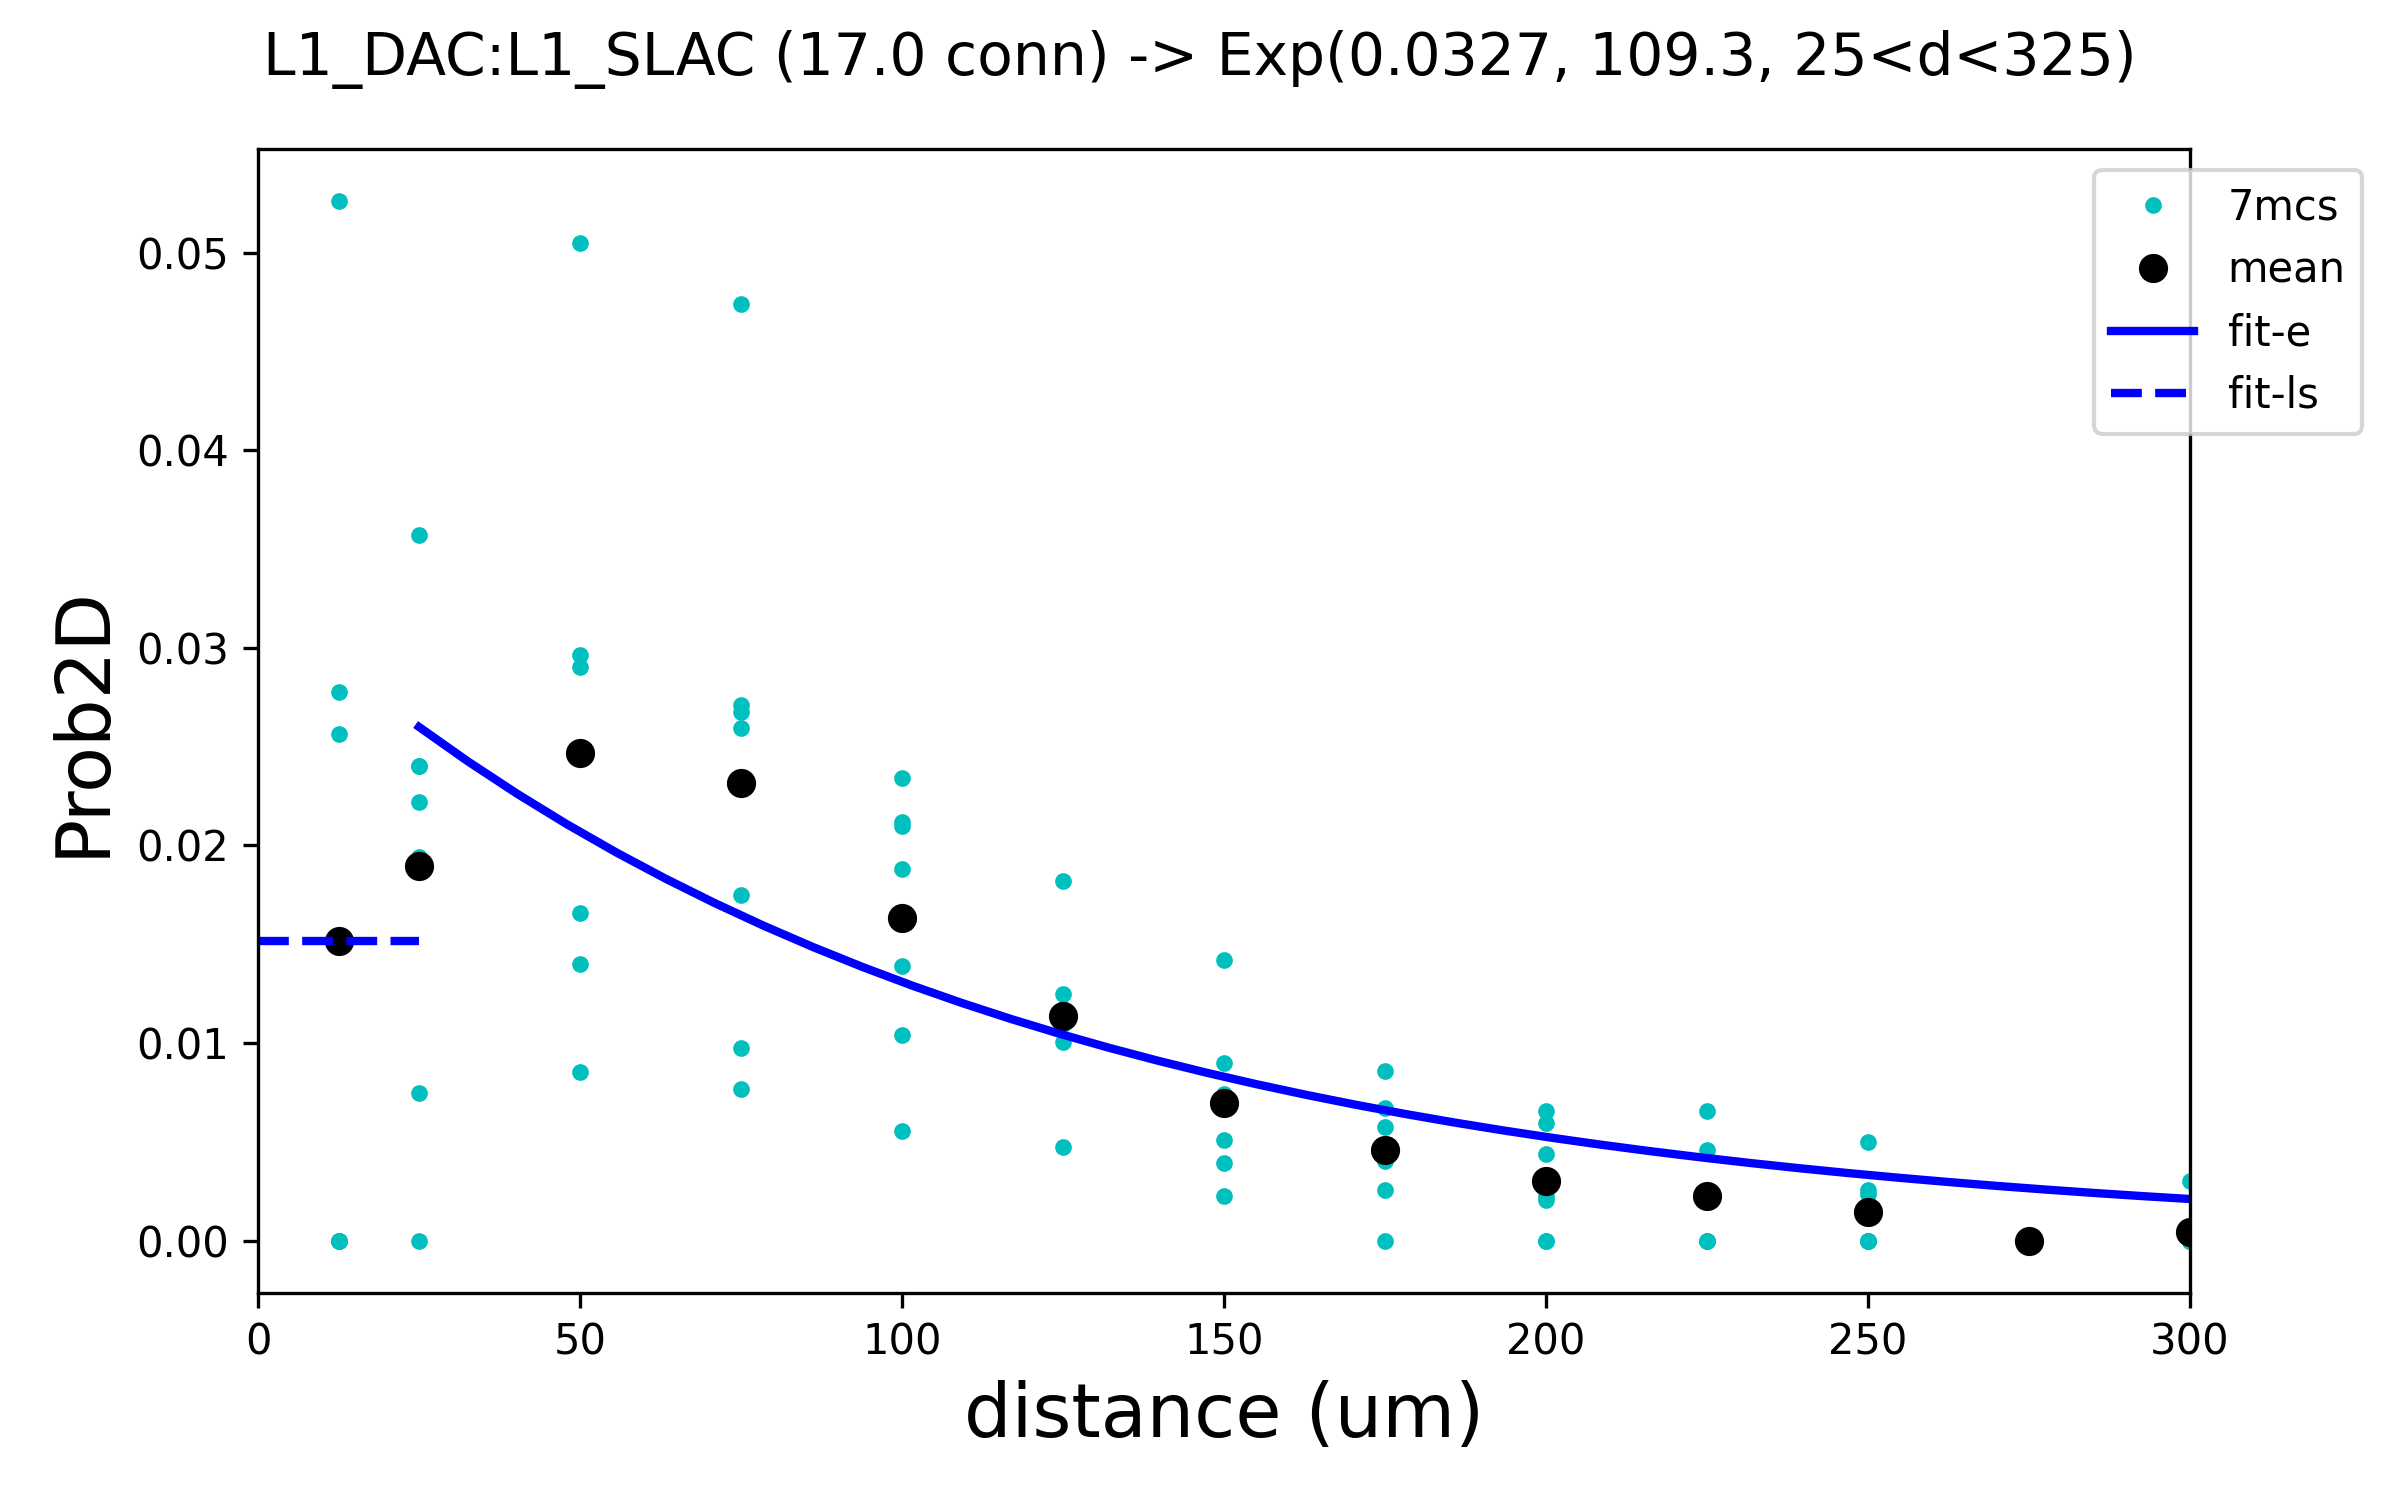 L1_DAC:L1_SLAC (17.0 conn) -> Exp(0.0327, 109.3, 25<d<325)
7mcs
mean
fit-e
fit-ls
Prob2D
0.05
0.04
0.03
0.02
0.01
0.00
0 50 100 150 200 250 300
distance (um)